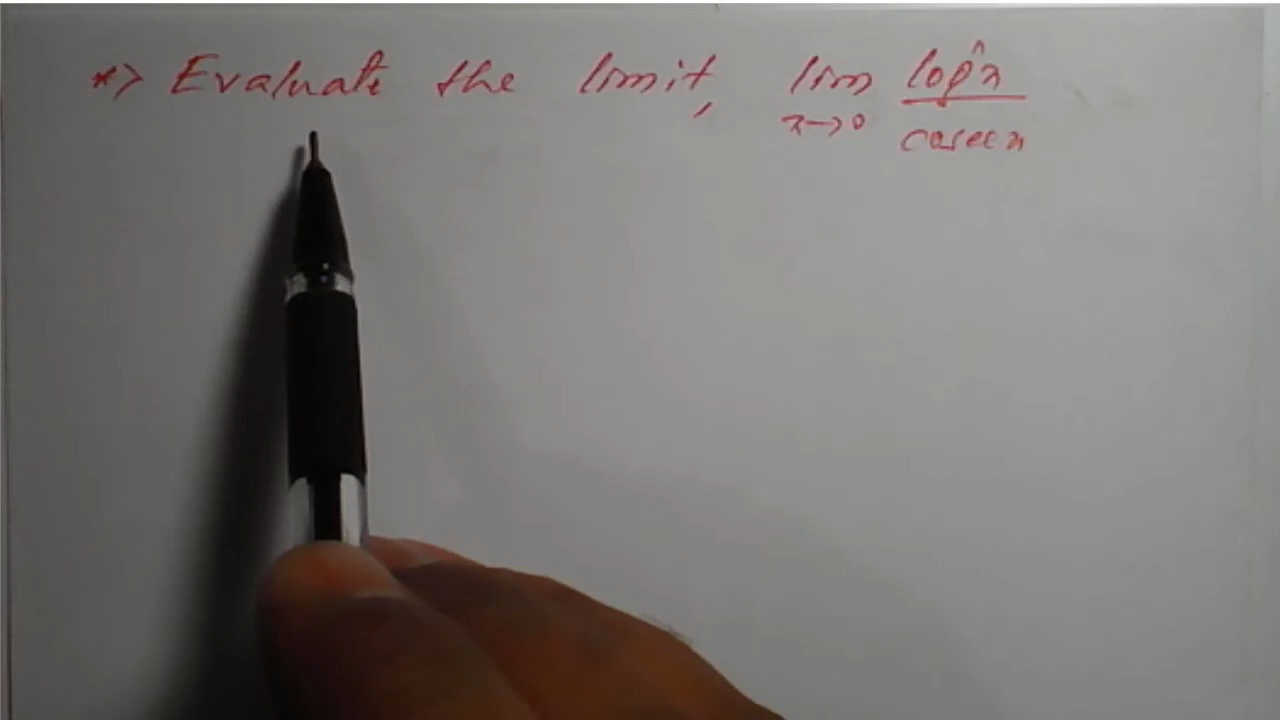 *> Evaluate the limit, lim x→0 log^x / cosec x